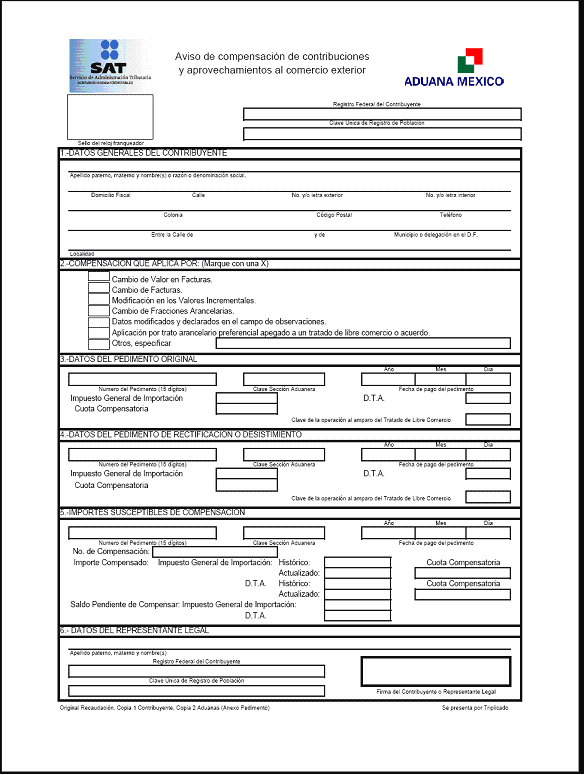 SAT
Servicio de Administración Tributaria
Aviso de compensación de contribuciones
y aprovechamientos al comercio exterior
ADUANA MEXICO
Registro Federal del Contribuyente
Clave Unica de Registro de Población
Sello del reloj franqueador
1.-DATOS GENERALES DEL CONTRIBUYENTE
Apellido paterno, materno y nombre(s) o razón o denominación social.
Domicilio Fiscal Calle No. y/o letra exterior No. y/o letra interior
Colonia Código Postal Teléfono
Entre la Calle de y de Municipio o delegación en el D.F.
Localidad
2.-COMPENSACION QUE APLICA POR: (Marque con una X)
Cambio de Valor en Facturas.
Cambio de Facturas.
Modificación en los Valores Incrementales.
Cambio de Fracciones Arancelarias.
Datos modificados y declarados en el campo de observaciones.
Aplicación por trato arancelario preferencial apegado a un tratado de libre comercio o acuerdo.
Otros, especificar
3.-DATOS DEL PEDIMENTO ORIGINAL
Año Mes Dia
Numero del Pedimento (15 digitos) Clave Sección Aduanera Fecha de pago del pedimento
Impuesto General de Importación D.T.A.
Cuota Compensatoria
Clave de la operación al amparo del Tratado de Libre Comercio
4.-DATOS DEL PEDIMENTO DE RECTIFICACION O DESISTIMIENTO
Año Mes Dia
Numero del Pedimento (15 digitos) Clave Sección Aduanera Fecha de pago del pedimento
Impuesto General de Importación D.T.A.
Cuota Compensatoria
Clave de la operación al amparo del Tratado de Libre Comercio
5.-IMPORTES SUSCEPTIBLES DE COMPENSACION
Año Mes Dia
Numero del Pedimento (15 digitos) Clave Sección Aduanera Fecha de pago del pedimento
No. de Compensación:
Importe Compensado: Impuesto General de Importación: Histórico: Cuota Compensatoria
Actualizado:
D.T.A. Histórico: Cuota Compensatoria
Actualizado:
Saldo Pendiente de Compensar: Impuesto General de Importación:
D.T.A.
6.- DATOS DEL REPRESENTANTE LEGAL
Apellido paterno, materno y nombre(s)
Registro Federal del Contribuyente
Clave Unica de Registro de Población
Firma del Contribuyente o Representante Legal
Original Recaudación. Copia 1 Contribuyente, Copia 2 Aduanas (Anexo Pedimento) Se presenta por Triplicado